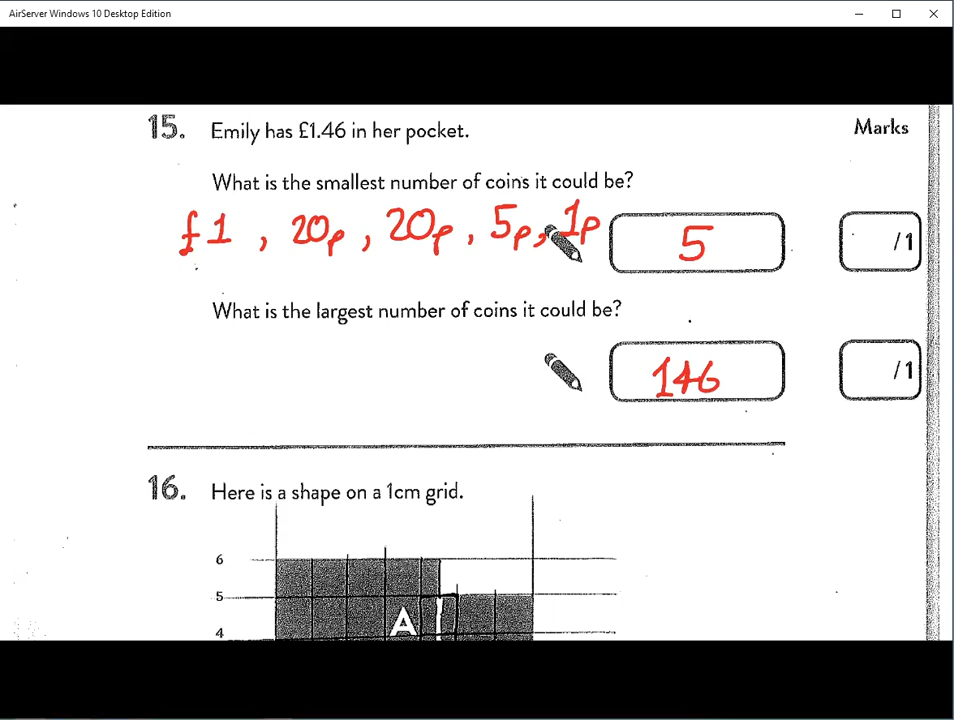 AirServer Windows 10 Desktop Edition
15. Emily has £1.46 in her pocket.
Marks
What is the smallest number of coins it could be?
£1, 20p, 20p, 5p, 1p
5
/1
What is the largest number of coins it could be?
146
/1
16. Here is a shape on a 1cm grid.
6
5
A
4